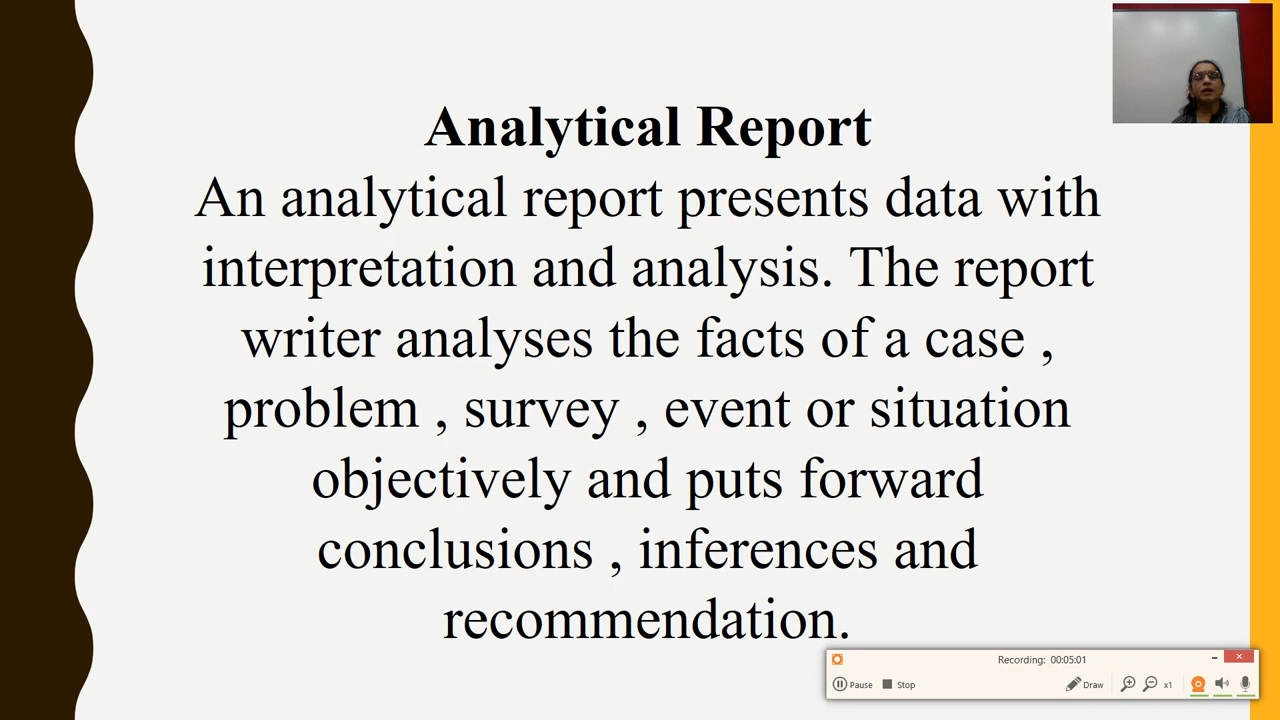 Analytical Report
An analytical report presents data with
interpretation and analysis. The report
writer analyses the facts of a case ,
problem , survey , event or situation
objectively and puts forward
conclusions , inferences and
recommendation.
Recording: 00:05:01
Pause Stop Draw x1